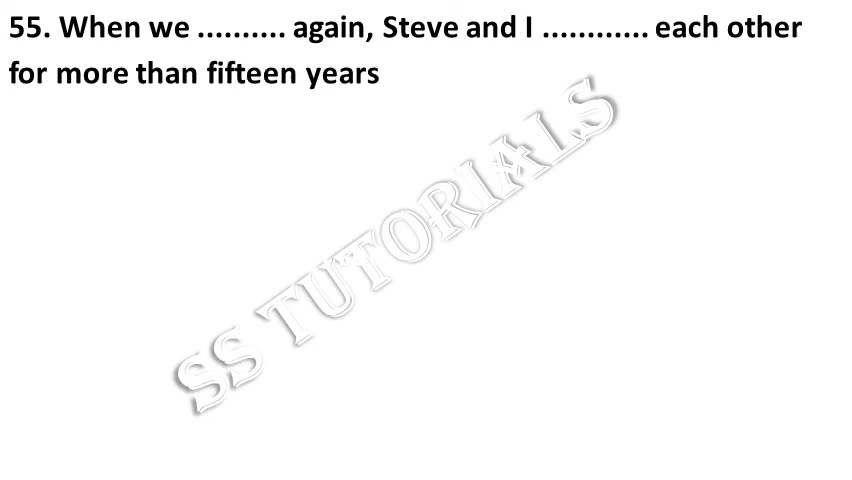 55. When we .......... again, Steve and I ............ each other
for more than fifteen years
SS TUTORIALS